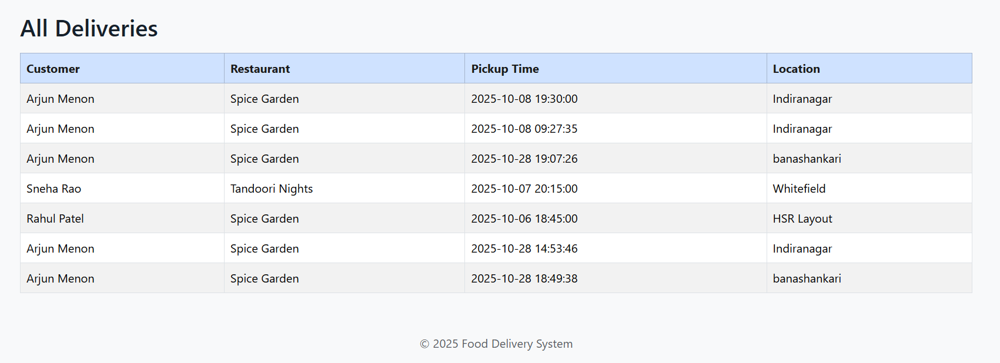 All Deliveries
Customer Restaurant Pickup Time Location
Arjun Menon Spice Garden 2025-10-08 19:30:00 Indiranagar
Arjun Menon Spice Garden 2025-10-08 09:27:35 Indiranagar
Arjun Menon Spice Garden 2025-10-28 19:07:26 banashankari
Sneha Rao Tandoori Nights 2025-10-07 20:15:00 Whitefield
Rahul Patel Spice Garden 2025-10-06 18:45:00 HSR Layout
Arjun Menon Spice Garden 2025-10-28 14:53:46 Indiranagar
Arjun Menon Spice Garden 2025-10-28 18:49:38 banashankari
© 2025 Food Delivery System